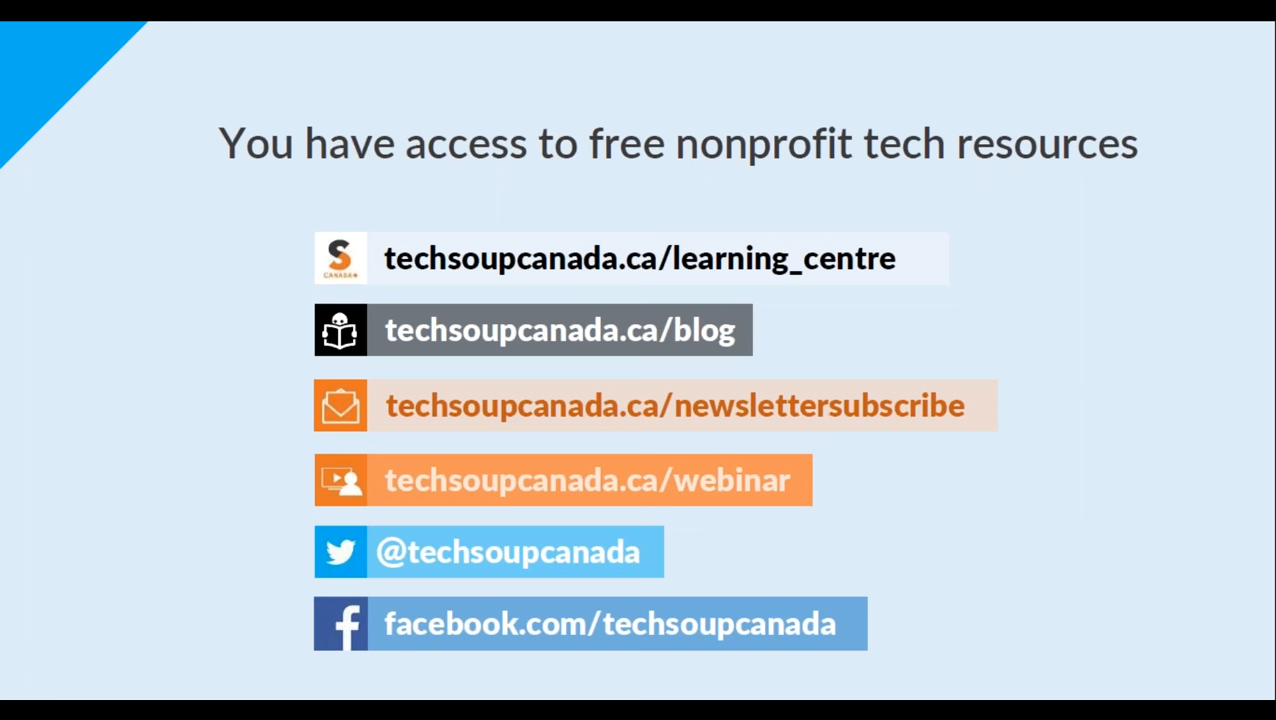 You have access to free nonprofit tech resources
S
CANADA
techsoupcanada.ca/learning_centre
techsoupcanada.ca/blog
techsoupcanada.ca/newslettersubscribe
techsoupcanada.ca/webinar
@techsoupcanada
f
facebook.com/techsoupcanada